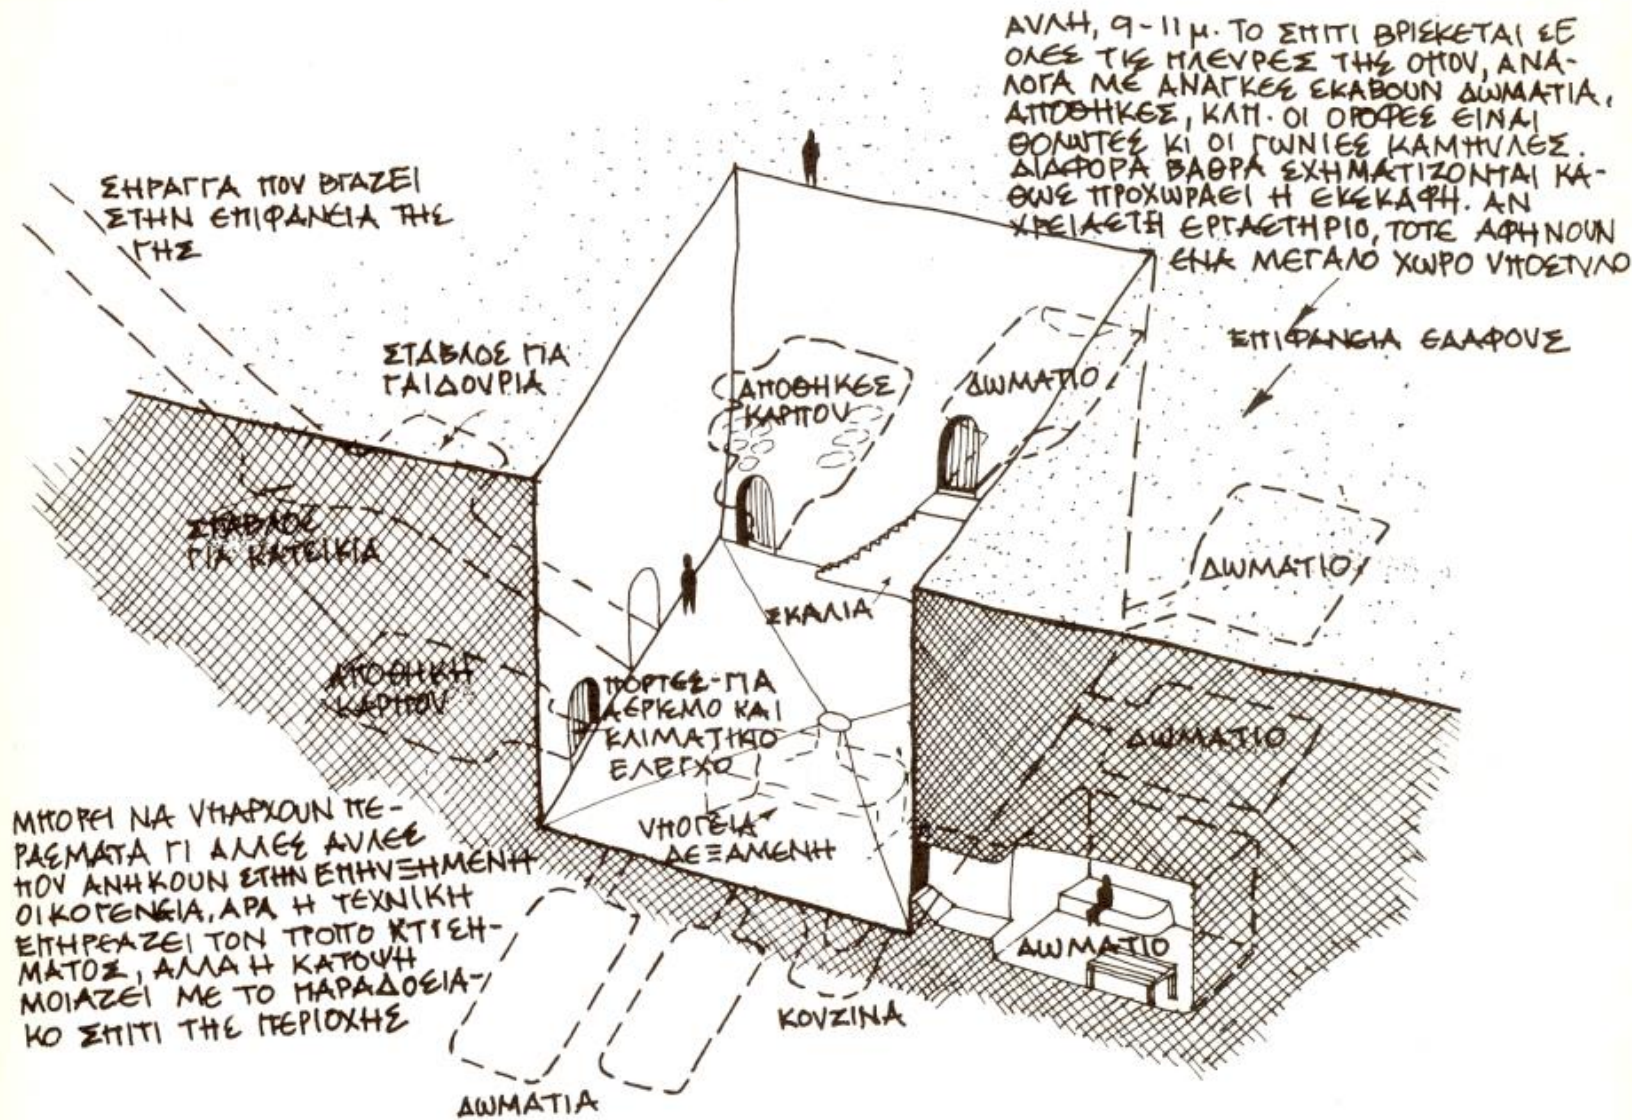 ΑΥΛΗ, 9-11 μ. ΤΟ ΣΠΙΤΙ ΒΡΙΣΚΕΤΑΙ ΣΕ
ΟΛΕΣ ΤΙΣ ΠΛΕΥΡΕΣ ΤΗΣ ΟΠΟΥ, ΑΝΑ-
ΛΟΓΑ ΜΕ ΑΝΑΓΚΕΣ ΣΚΑΒΟΥΝ ΔΩΜΑΤΙΑ,
ΑΠΟΘΗΚΕΣ, ΚΛΠ. ΟΙ ΟΡΟΦΕΣ ΕΙΝΑΙ
ΘΟΛΩΤΕΣ ΚΙ ΟΙ ΓΩΝΙΕΣ ΚΑΜΠΥΛΕΣ.
ΔΙΑΦΟΡΑ ΒΑΘΡΑ ΣΧΗΜΑΤΙΖΟΝΤΑΙ ΚΑ-
ΘΩΣ ΠΡΟΧΩΡΑΕΙ Η ΕΚΣΚΑΦΗ. ΑΝ
ΧΡΕΙΑΣΤΗ ΕΡΓΑΣΤΗΡΙΟ, ΤΟΤΕ ΑΦΗΝΟΥΝ
ΕΝΑ ΜΕΓΑΛΟ ΧΩΡΟ ΥΠΟΣΤΥΛΟ
ΣΗΡΑΓΓΑ ΠΟΥ ΒΓΑΖΕΙ
ΣΤΗΝ ΕΠΙΦΑΝΕΙΑ ΤΗΣ
ΓΗΣ
ΕΠΙΦΑΝΕΙΑ ΕΔΑΦΟΥΣ
ΣΤΑΒΛΟΣ ΓΙΑ
ΓΑΙΔΟΥΡΙΑ
ΑΠΟΘΗΚΕΣ
ΚΑΡΠΟΥ
ΔΩΜΑΤΙΟ
ΣΤΑΒΛΟΣ
ΓΙΑ ΚΑΤΣΙΚΙΑ
ΔΩΜΑΤΙΟ
ΣΚΑΛΙΑ
ΑΠΟΘΗΚΗ
ΚΑΡΠΟΥ
ΠΟΡΤΕΣ-ΓΙΑ
ΑΕΡΙΣΜΟ ΚΑΙ
ΚΛΙΜΑΤΙΚΟ
ΕΛΕΓΧΟ
ΔΩΜΑΤΙΟ
ΥΠΟΓΕΙΑ
ΔΕΞΑΜΕΝΗ
ΜΠΟΡΕΙ ΝΑ ΥΠΑΡΧΟΥΝ ΠΕ-
ΡΑΣΜΑΤΑ ΓΙ ΑΛΛΕΣ ΑΥΛΕΣ
ΠΟΥ ΑΝΗΚΟΥΝ ΣΤΗΝ ΕΠΗΥΞΗΜΕΝΗ
ΟΙΚΟΓΕΝΕΙΑ. ΑΡΑ Η ΤΕΧΝΙΚΗ
ΕΠΗΡΕΑΖΕΙ ΤΟΝ ΤΡΟΠΟ ΚΤΙΣΗ-
ΜΑΤΟΣ, ΑΛΛΑ Η ΚΑΤΟΨΗ
ΜΟΙΑΖΕΙ ΜΕ ΤΟ ΠΑΡΑΔΟΣΙΑ-
ΚΟ ΣΠΙΤΙ ΤΗΣ ΠΕΡΙΟΧΗΣ
ΔΩΜΑΤΙΟ
ΚΟΥΖΙΝΑ
ΔΩΜΑΤΙΑ